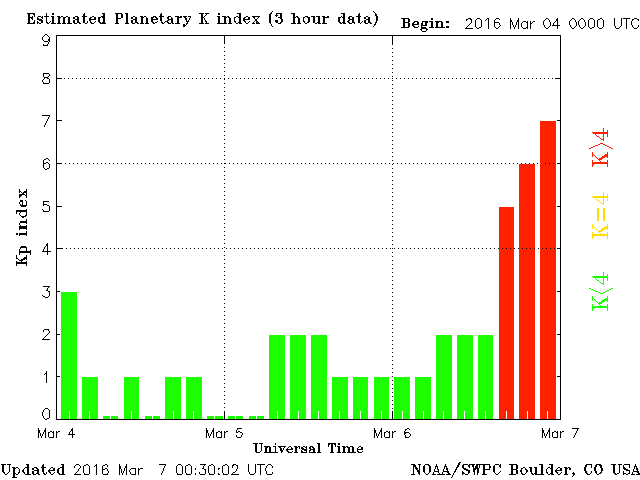 Estimated Planetary K index (3 hour data)
Begin: 2016 Mar 04 0000 UTC
9
8
7
6
5
4
3
2
1
0
Kp index
K>4
K=4
K<4
Mar 4
Mar 5
Mar 6
Mar 7
Universal Time
Updated 2016 Mar 7 00:30:02 UTC
NOAA/SWPC Boulder, CO USA